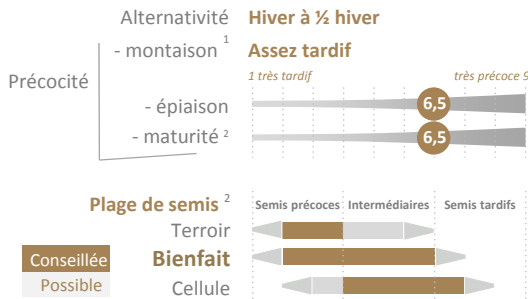 Alternativité Hiver à ½ hiver
- montaison 1 Assez tardif
Précocité
1 très tardif très précoce 9
- épiaison 6,5
- maturité 2 6,5
Plage de semis 2 Semis précoces Intermédiaires Semis tardifs
Terroir
Conseillée Bienfait
Possible Cellule